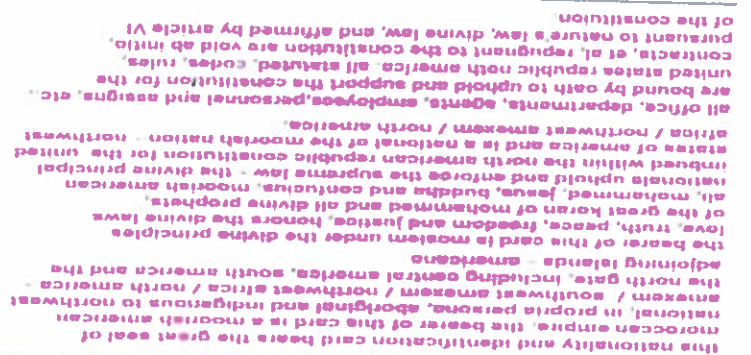 this nationality and identification card bears the great seal of
moroccan empire. the bearer of this card is a moorish american
national, in propia persona, aboriginal and indigenous to northwest
amexem / southwest amexem / northwest africa / north america -
the north gate, including central america, south america and the
adjoining islands - americana
the bearer of this card is moslem under the divine principles
love, truth, peace, freedom and justice, honors the divine laws
of the great koran of mohammed and all divine prophets
ali, mohammed, jesus, buddha and confucius. moorish american
nationals uphold and enforce the supreme law - the divine principal
imbued within the north american republic constitution for the united
states of america and is a national of the moorish nation - northwest
africa / northwest amexem / north america.
all office, departments, agents, employees, personnel and assigns etc.
are bound by oath to uphold and support the constitution for the
united states republic noth america. all statuted, codes, rules,
contracts, et al, repugnant to the constitution are void ab initio,
pursuant to nature's law, divine law, and affirmed by article VI
of the constituion